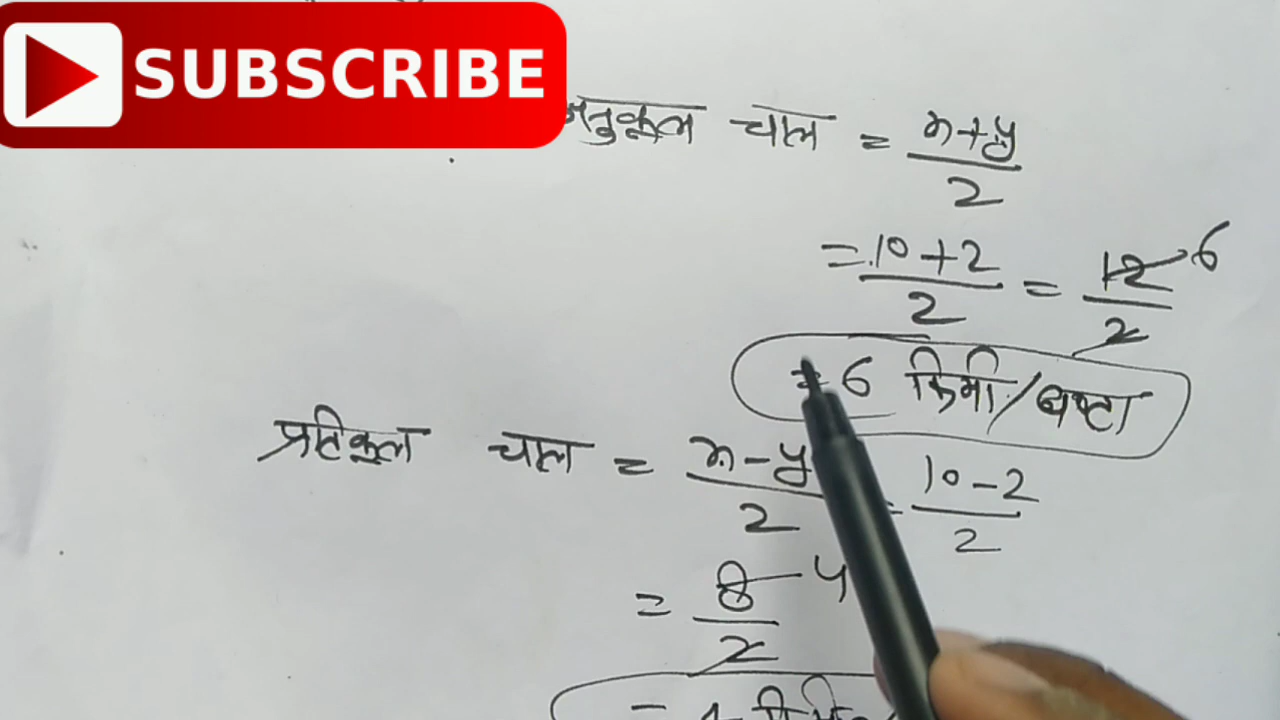 SUBSCRIBE
अनुकूल चाल = x+y/2
= 10+2/2 = 12/2 6
= 6 किमी/घण्टा
प्रतिकूल चाल = x-y/2 = 10-2/2
= 8/2 4